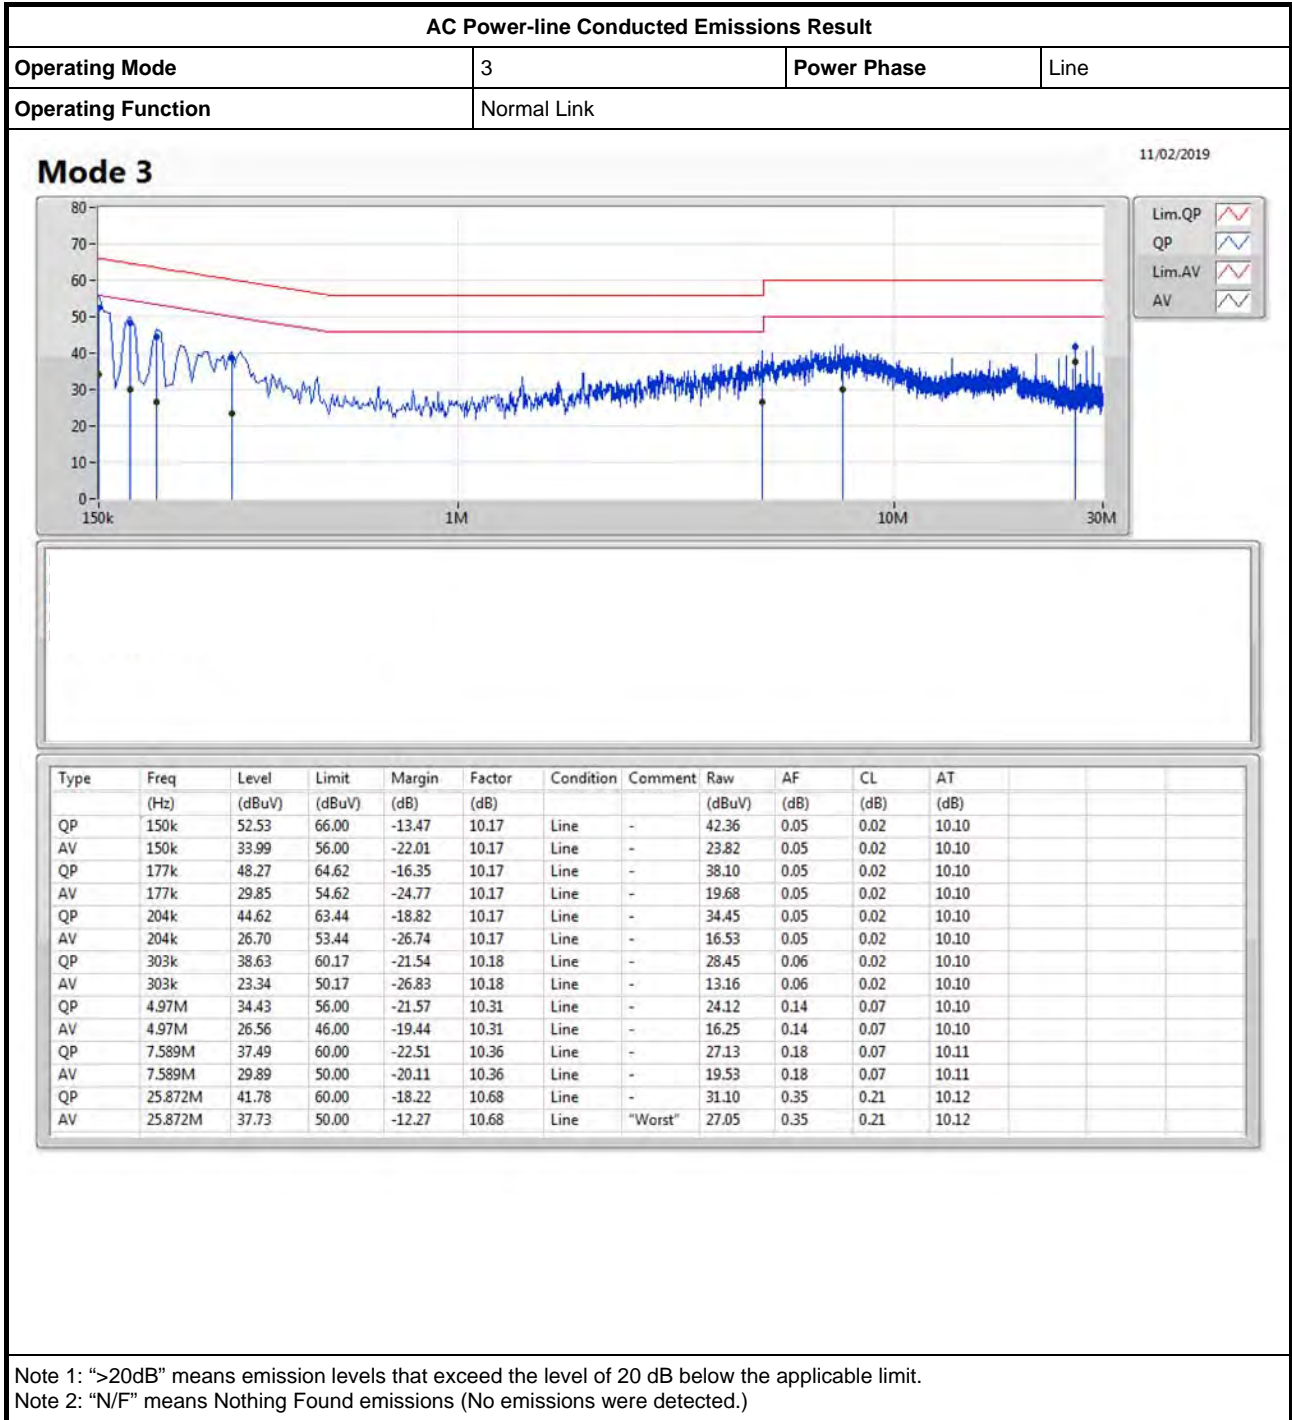 AC Power-line Conducted Emissions Result
Operating Mode 3 Power Phase Line
Operating Function Normal Link
11/02/2019
Mode 3
80
70
60
50
40
30
20
10
0
150k 1M 10M 30M
Lim.QP
QP
Lim.AV
AV
Type Freq Level Limit Margin Factor Condition Comment Raw AF CL AT
(Hz) (dBuV) (dBuV) (dB) (dB) (dBuV) (dB) (dB) (dB)
QP 150k 52.53 66.00 -13.47 10.17 Line - 42.36 0.05 0.02 10.10
AV 150k 33.99 56.00 -22.01 10.17 Line - 23.82 0.05 0.02 10.10
QP 177k 48.27 64.62 -16.35 10.17 Line - 38.10 0.05 0.02 10.10
AV 177k 29.85 54.62 -24.77 10.17 Line - 19.68 0.05 0.02 10.10
QP 204k 44.62 63.44 -18.82 10.17 Line - 34.45 0.05 0.02 10.10
AV 204k 26.70 53.44 -26.74 10.17 Line - 16.53 0.05 0.02 10.10
QP 303k 38.63 60.17 -21.54 10.18 Line - 28.45 0.06 0.02 10.10
AV 303k 23.34 50.17 -26.83 10.18 Line - 13.16 0.06 0.02 10.10
QP 4.97M 34.43 56.00 -21.57 10.31 Line - 24.12 0.14 0.07 10.10
AV 4.97M 26.56 46.00 -19.44 10.31 Line - 16.25 0.14 0.07 10.10
QP 7.589M 37.49 60.00 -22.51 10.36 Line - 27.13 0.18 0.07 10.11
AV 7.589M 29.89 50.00 -20.11 10.36 Line - 19.53 0.18 0.07 10.11
QP 25.872M 41.78 60.00 -18.22 10.68 Line - 31.10 0.35 0.21 10.12
AV 25.872M 37.73 50.00 -12.27 10.68 Line "Worst" 27.05 0.35 0.21 10.12
Note 1: “>20dB” means emission levels that exceed the level of 20 dB below the applicable limit.
Note 2: “N/F” means Nothing Found emissions (No emissions were detected.)